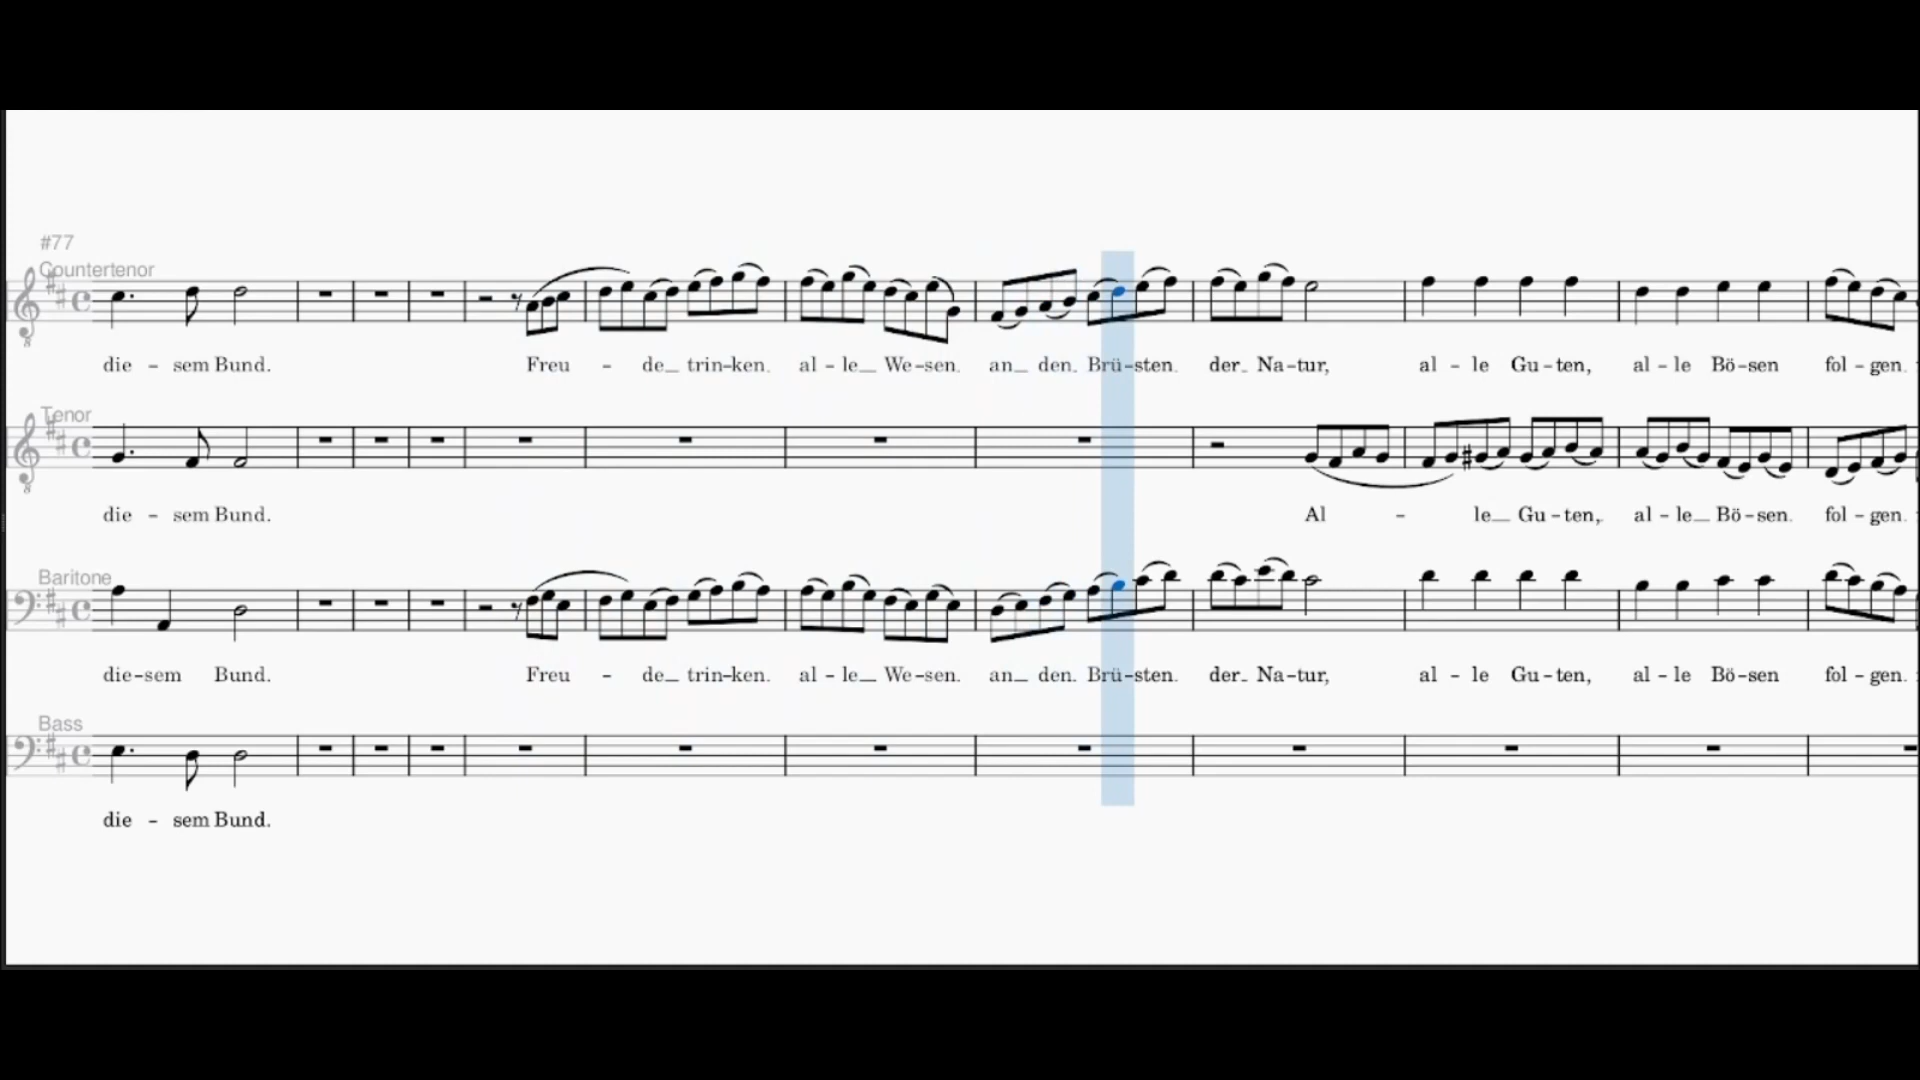 #77
Countertenor
die - sem Bund. Freu - de_ trin-ken. al - le_ We-sen. an_ den. Brü-sten. der. Na-tur, al - le Gu-ten, al - le Bö-sen fol - gen.
Tenor
die - sem Bund. Al - le_ Gu-ten, al - le_ Bö-sen. fol - gen.
Baritone
die-sem Bund. Freu - de_ trin-ken. al - le_ We-sen. an_ den. Brü-sten. der. Na-tur, al - le Gu-ten, al - le Bö-sen fol - gen.
Bass
die - sem Bund.